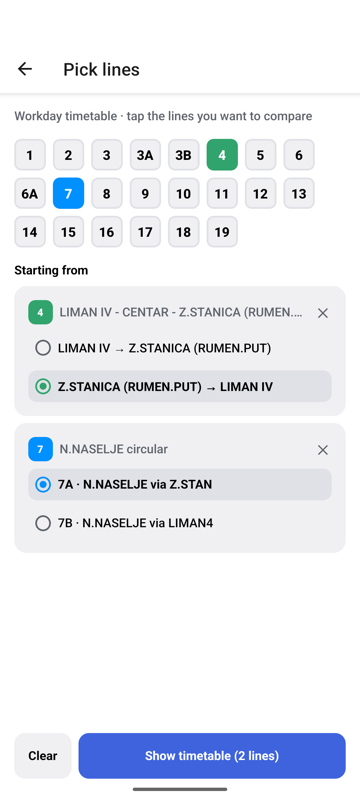 Pick lines
Workday timetable · tap the lines you want to compare
1 2 3 3A 3B 4 5 6
6A 7 8 9 10 11 12 13
14 15 16 17 18 19
Starting from
4 LIMAN IV - CENTAR - Z.STANICA (RUMEN....
LIMAN IV → Z.STANICA (RUMEN.PUT)
Z.STANICA (RUMEN.PUT) → LIMAN IV
7 N.NASELJE circular
7A · N.NASELJE via Z.STAN
7B · N.NASELJE via LIMAN4
Clear Show timetable (2 lines)